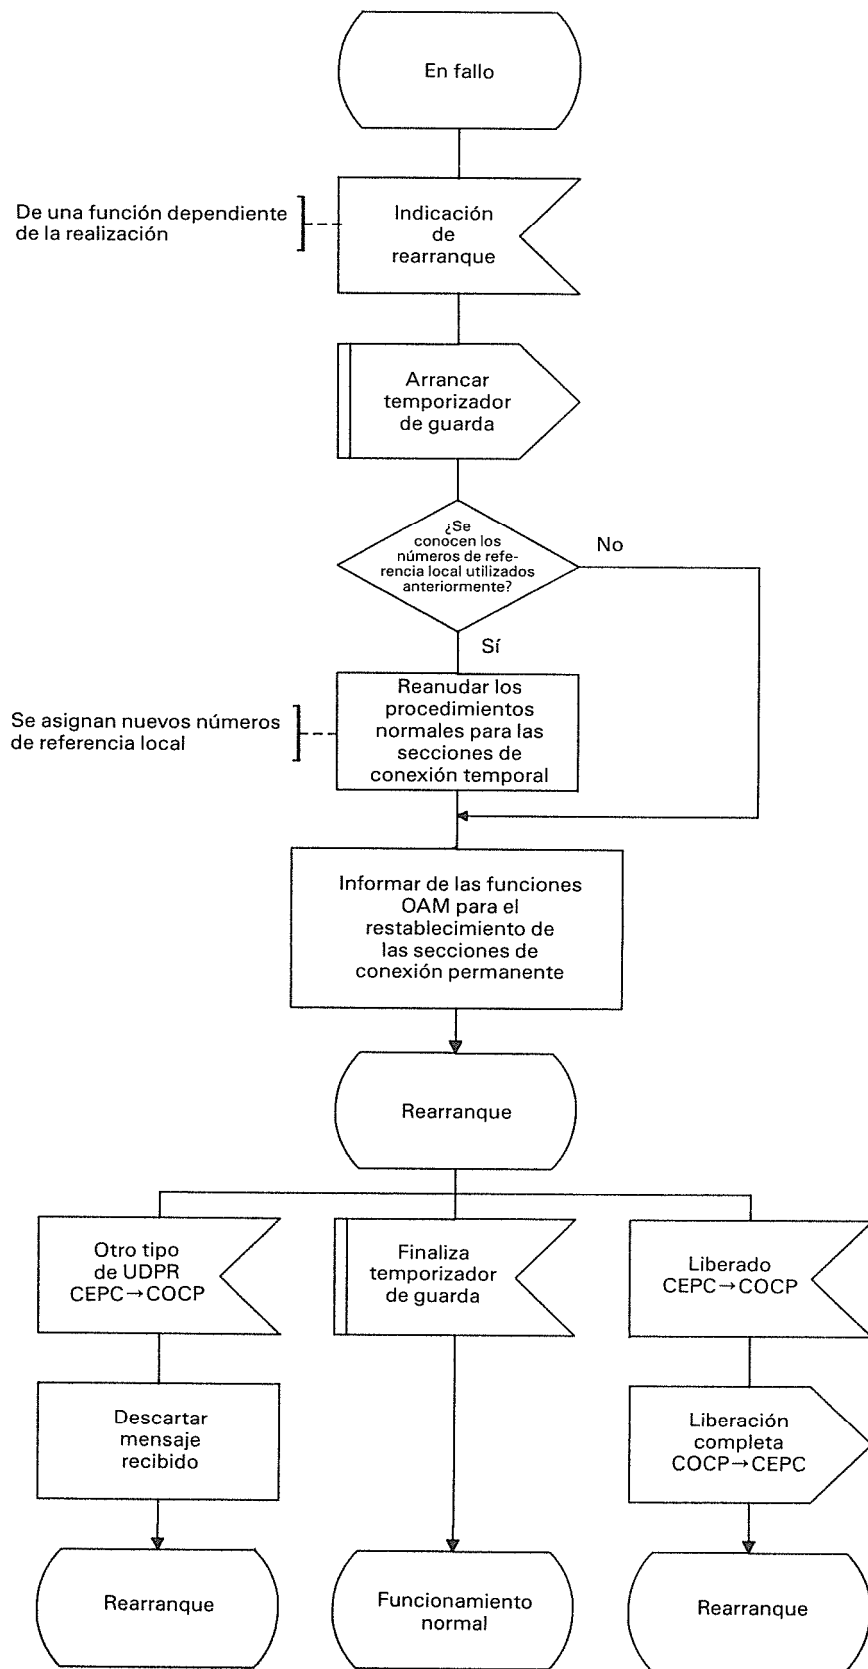 En fallo
De una función dependiente
de la realización
Indicación
de
rearranque
Arrancar
temporizador
de guarda
¿Se
conocen los
números de refe-
rencia local utilizados
anteriormente?
No
Sí
Se asignan nuevos números
de referencia local
Reanudar los
procedimientos
normales para las
secciones de
conexión temporal
Informar de las funciones
OAM para el
restablecimiento de
las secciones de
conexión permanente
Rearranque
Otro tipo
de UDPR
CEPC→COCP
Finaliza
temporizador
de guarda
Liberado
CEPC→COCP
Descartar
mensaje
recibido
Liberación
completa
COCP→CEPC
Rearranque
Funcionamiento
normal
Rearranque